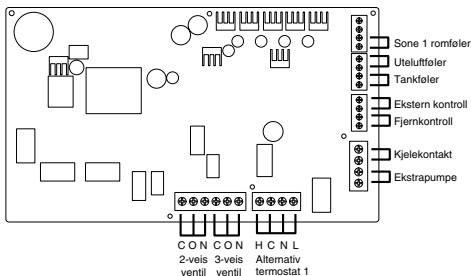 Sone 1 romføler
Uteluftføler
Tankføler
Ekstern kontroll
Fjernkontroll
Kjelekontakt
Ekstrapumpe
C O N C O N H C N L
2-veis 3-veis Alternativ
ventil ventil termostat 1